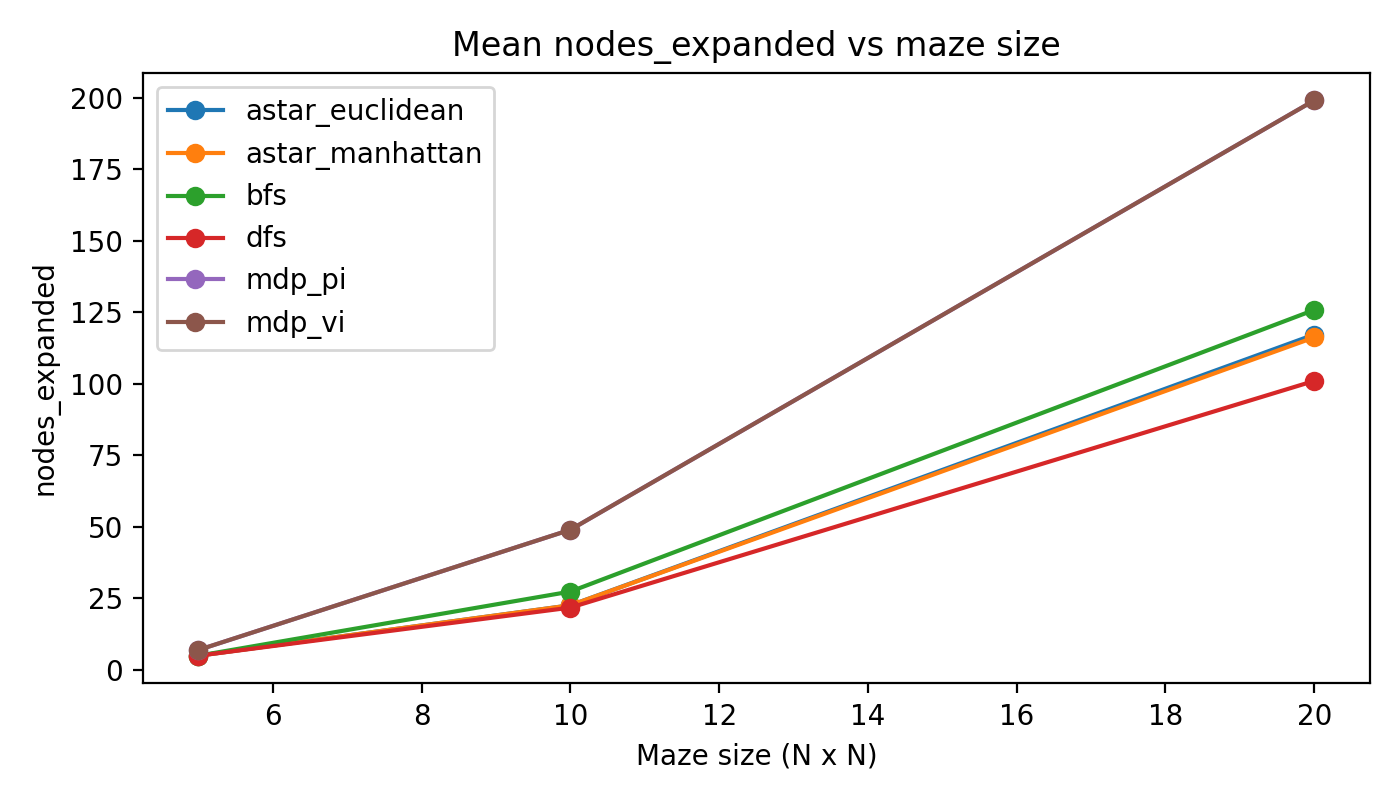 Mean nodes_expanded vs maze size
astar_euclidean
astar_manhattan
bfs
dfs
mdp_pi
mdp_vi
nodes_expanded
200
175
150
125
100
75
50
25
0
6 8 10 12 14 16 18 20
Maze size (N x N)